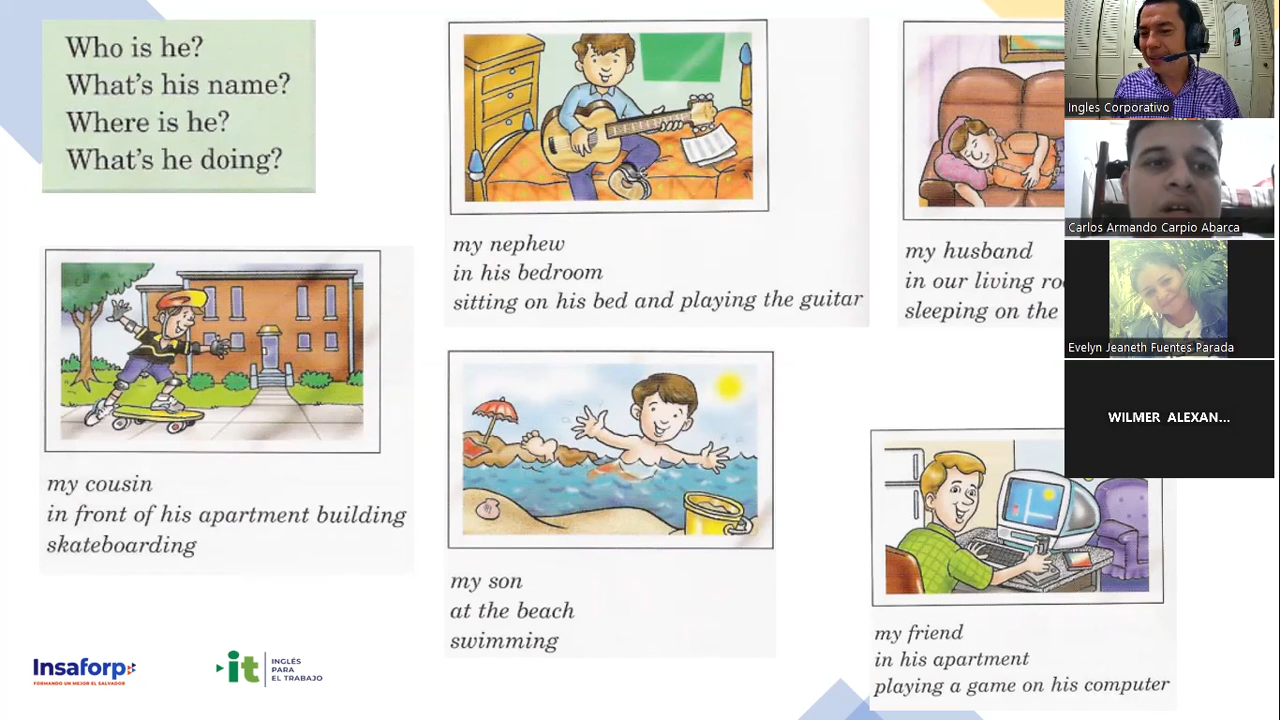 Who is he?
What's his name?
Where is he?
What's he doing?
my nephew
in his bedroom
sitting on his bed and playing the guitar
my husband
in our living
sleeping on the
my cousin
in front of his apartment building
skateboarding
my son
at the beach
swimming
my friend
in his apartment
playing a game on his computer
Insaforp
FORMANDO UN MEJOR EL SALVADOR
it
INGLÉS
PARA
EL TRABAJO
Ingles Corporativo
Carlos Armando Carpio Abarca
Evelyn Jeaneth Fuentes Parada
WILMER ALEXAN...